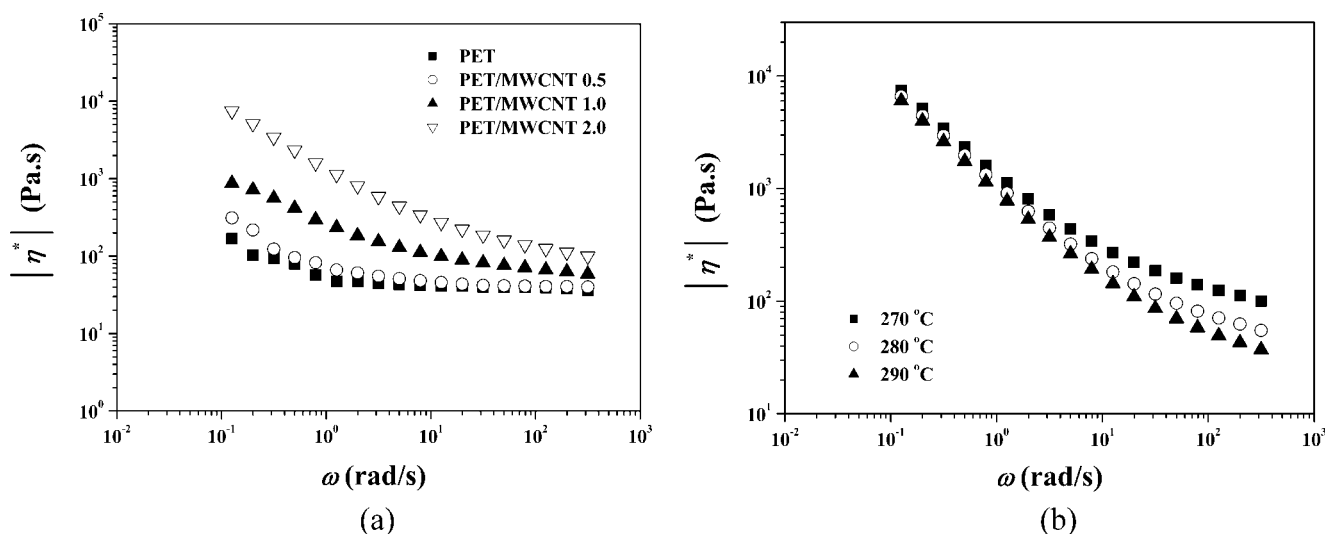 10^5
10^4
10^3
10^2
10^1
10^0
|η*| (Pa.s)
PET
PET/MWCNT 0.5
PET/MWCNT 1.0
PET/MWCNT 2.0
10^-2 10^-1 10^0 10^1 10^2 10^3
ω (rad/s)
(a)
10^4
10^3
10^2
10^1
|η*| (Pa.s)
270 °C
280 °C
290 °C
10^-2 10^-1 10^0 10^1 10^2 10^3
ω (rad/s)
(b)